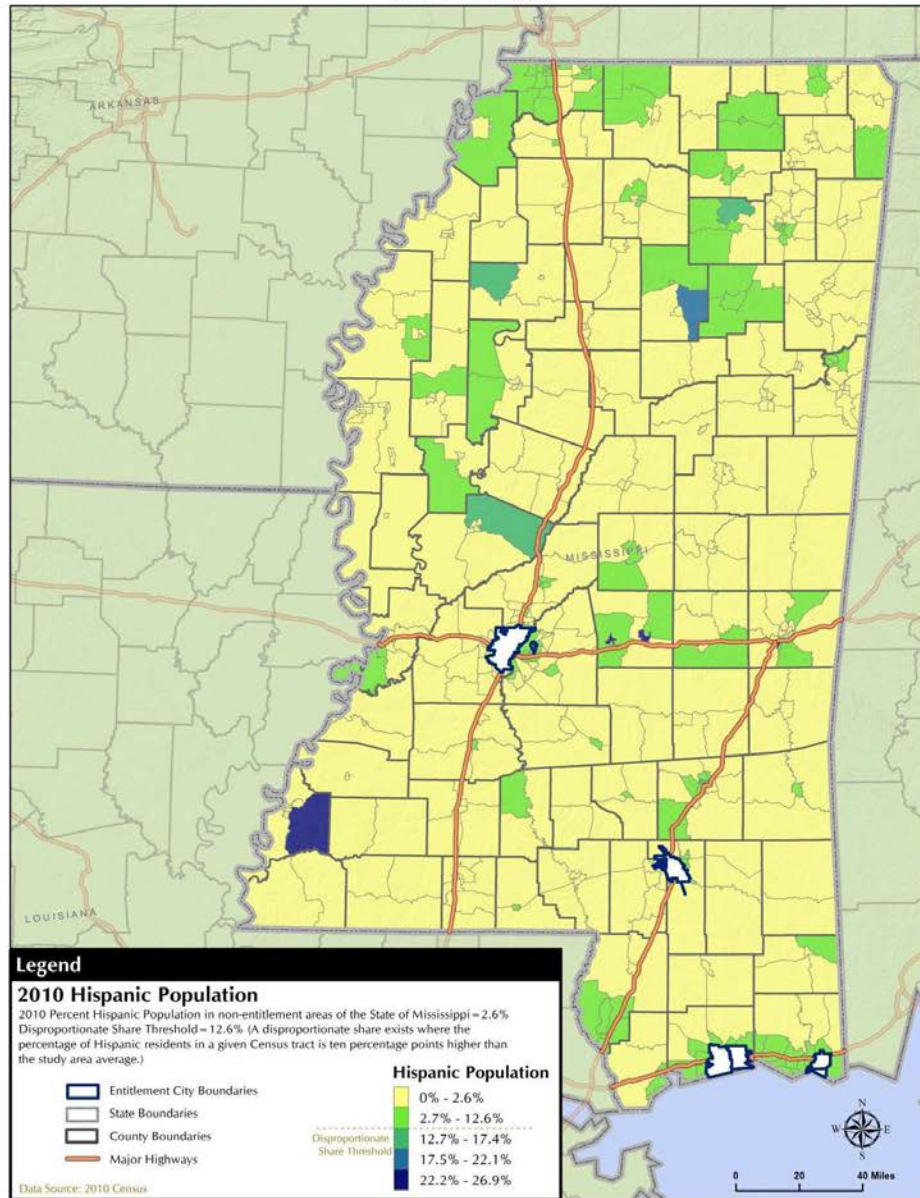 ARKANSAS
MISSISSIPPI
LOUISIANA
Legend
2010 Hispanic Population
2010 Percent Hispanic Population in non-entitlement areas of the State of Mississippi = 2.6%
Disproportionate Share Threshold = 12.6% (A disproportionate share exists where the
percentage of Hispanic residents in a given Census tract is ten percentage points higher than
the study area average.)
Entitlement City Boundaries
State Boundaries
County Boundaries
Major Highways
Data Source: 2010 Census
Hispanic Population
0% - 2.6%
2.7% - 12.6%
Disproportionate
Share Threshold
12.7% - 17.4%
17.5% - 22.1%
22.2% - 26.9%
N
W E
S
0 20 40 Miles